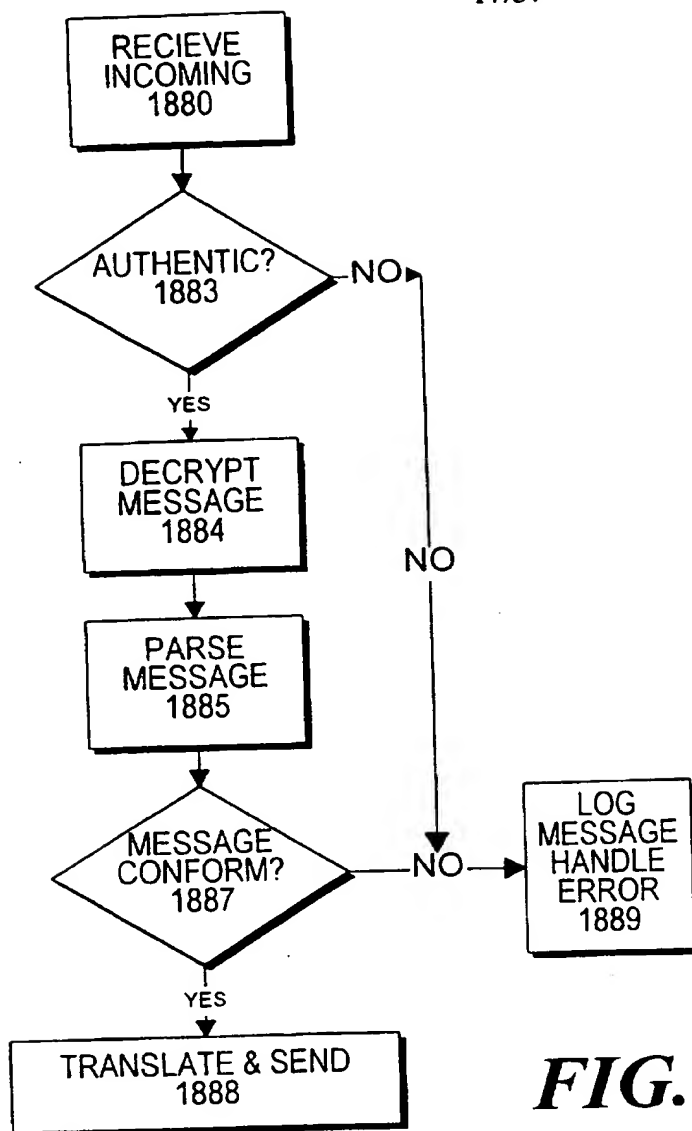 RECIEVE
INCOMING
1880
AUTHENTIC?
1883
NO
YES
DECRYPT
MESSAGE
1884
NO
PARSE
MESSAGE
1885
MESSAGE
CONFORM?
1887
NO
LOG
MESSAGE
HANDLE
ERROR
1889
YES
TRANSLATE & SEND
1888
FIG.